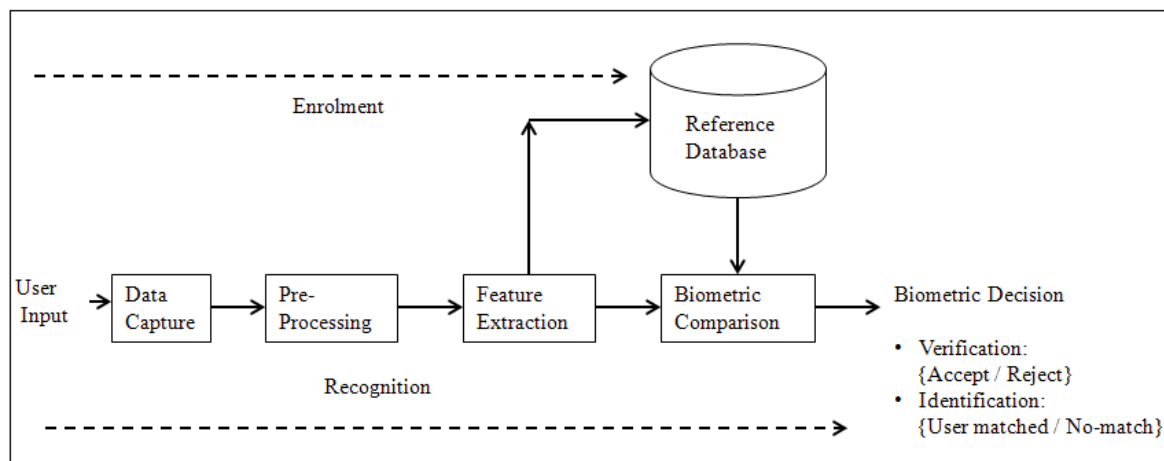 Enrolment
Reference
Database
User
Input
Data
Capture
Pre-
Processing
Feature
Extraction
Biometric
Comparison
Biometric Decision
• Verification:
{Accept / Reject}
• Identification:
{User matched / No-match}
Recognition